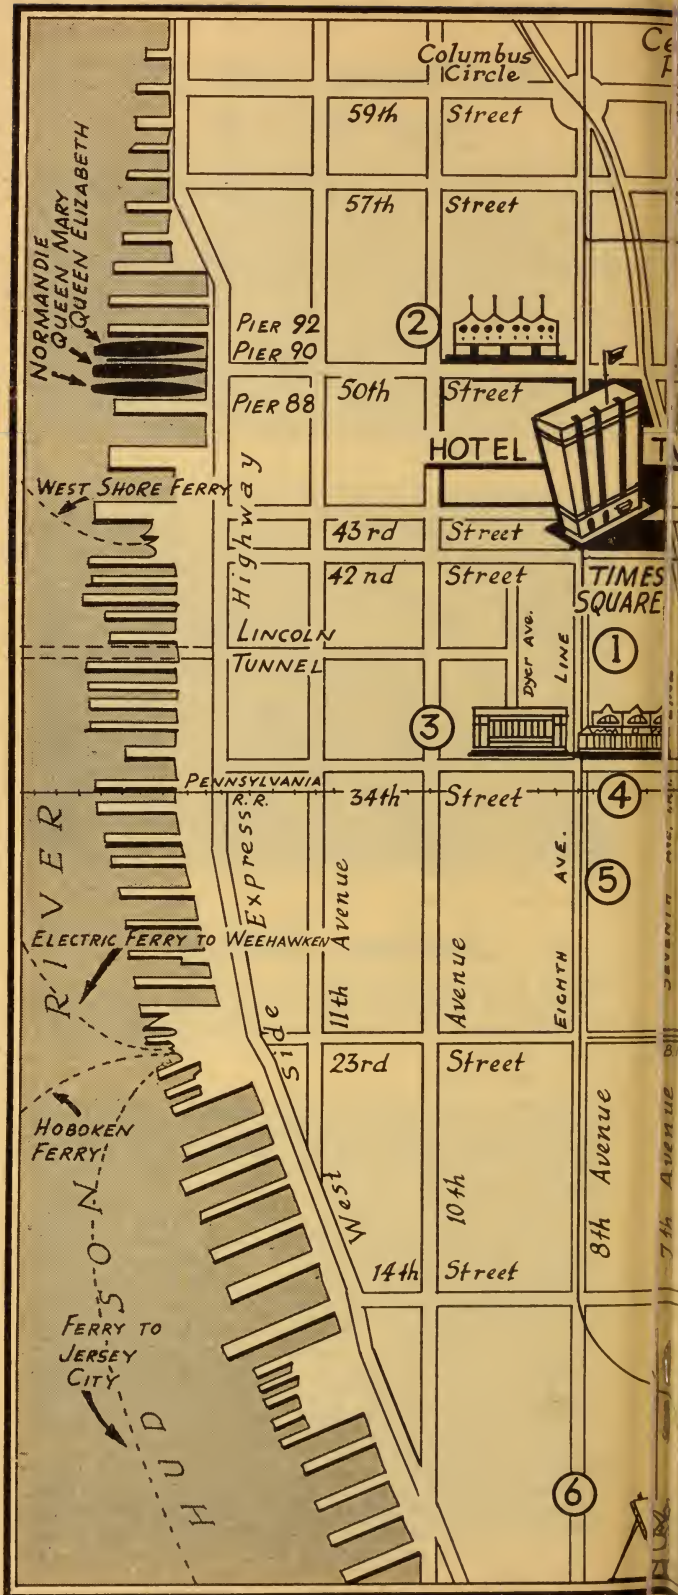 Columbus
Circle
59th Street
57th Street
NORMANDIE
QUEEN MARY
QUEEN ELIZABETH
PIER 92
PIER 90
PIER 88
2
50th Street
HOTEL T
WEST SHORE FERRY
43rd Street
42nd Street
TIMES
SQUARE
1
LINCOLN
TUNNEL
Dyer Ave.
LINE
3
PENNSYLVANIA
R.R.
34th Street
4
5
West Side Express Highway
11th Avenue
10th Avenue
EIGHTH AVE.
SEVENTH AVE.
8th Avenue
7th Avenue
ELECTRIC FERRY TO WEEHAWKEN
23rd Street
HOBOKEN
FERRY
14th Street
FERRY TO
JERSEY
CITY
HUDSON RIVER
6